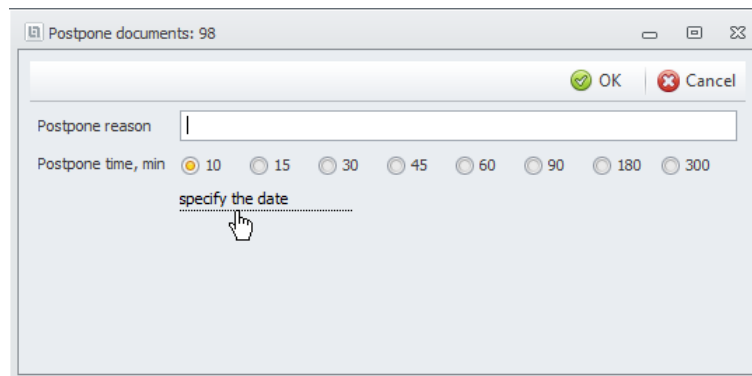 Postpone documents: 98
OK Cancel
Postpone reason
Postpone time, min 10 15 30 45 60 90 180 300
specify the date